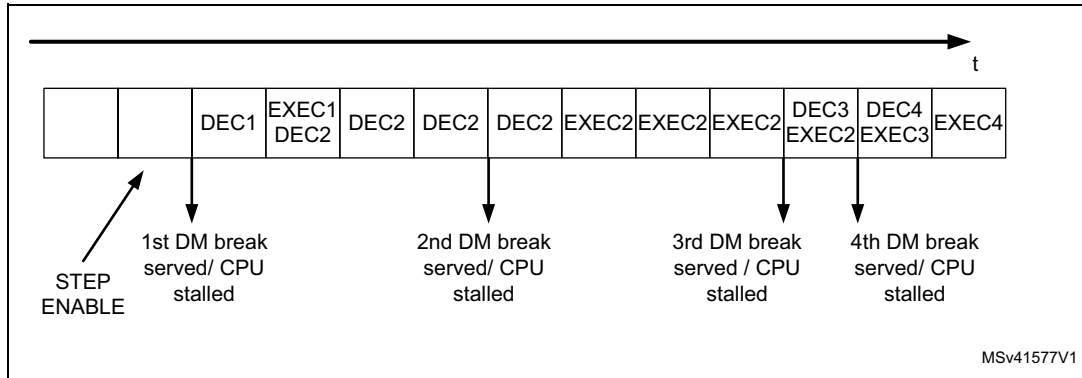 t
DEC1
EXEC1
DEC2
DEC2
DEC2
DEC2
EXEC2
EXEC2
EXEC2
DEC3
EXEC2
DEC4
EXEC3
EXEC4
STEP
ENABLE
1st DM break
served/ CPU
stalled
2nd DM break
served/ CPU
stalled
3rd DM break
served / CPU
stalled
4th DM break
served/ CPU
stalled
MSv41577V1